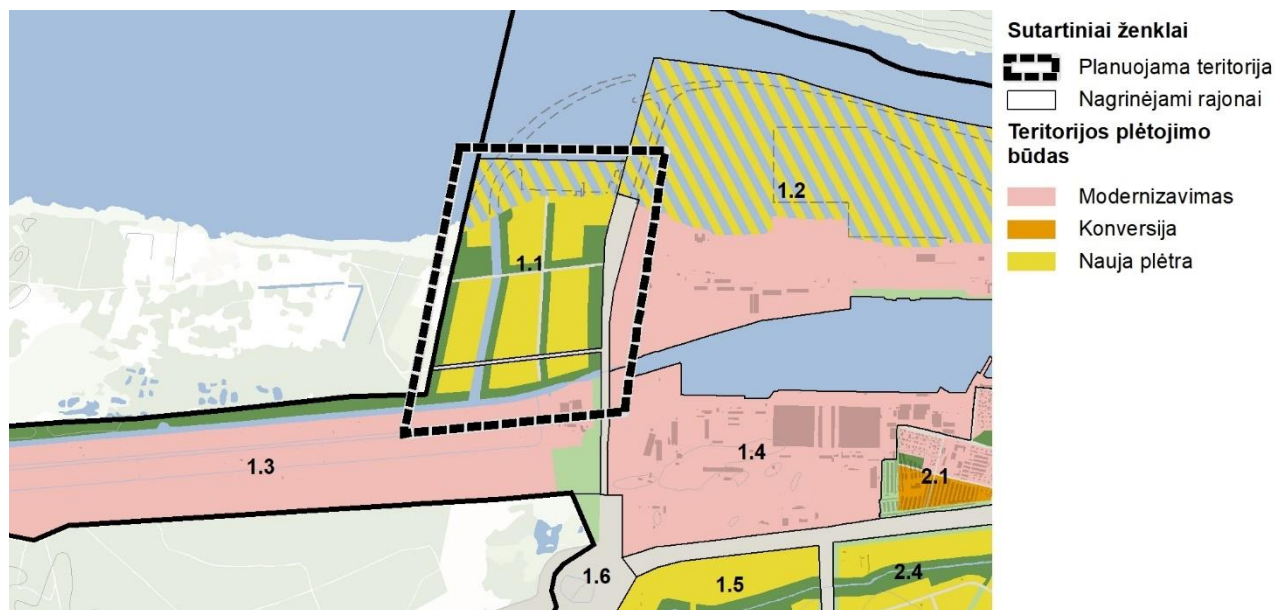 Sutartiniai ženklai
Planuojama teritorija
Nagrinėjami rajonai
Teritorijos plėtojimo
būdas
Modernizavimas
Konversija
Nauja plėtra
1.2
1.1
1.3
1.4
2.1
1.6
1.5
2.4